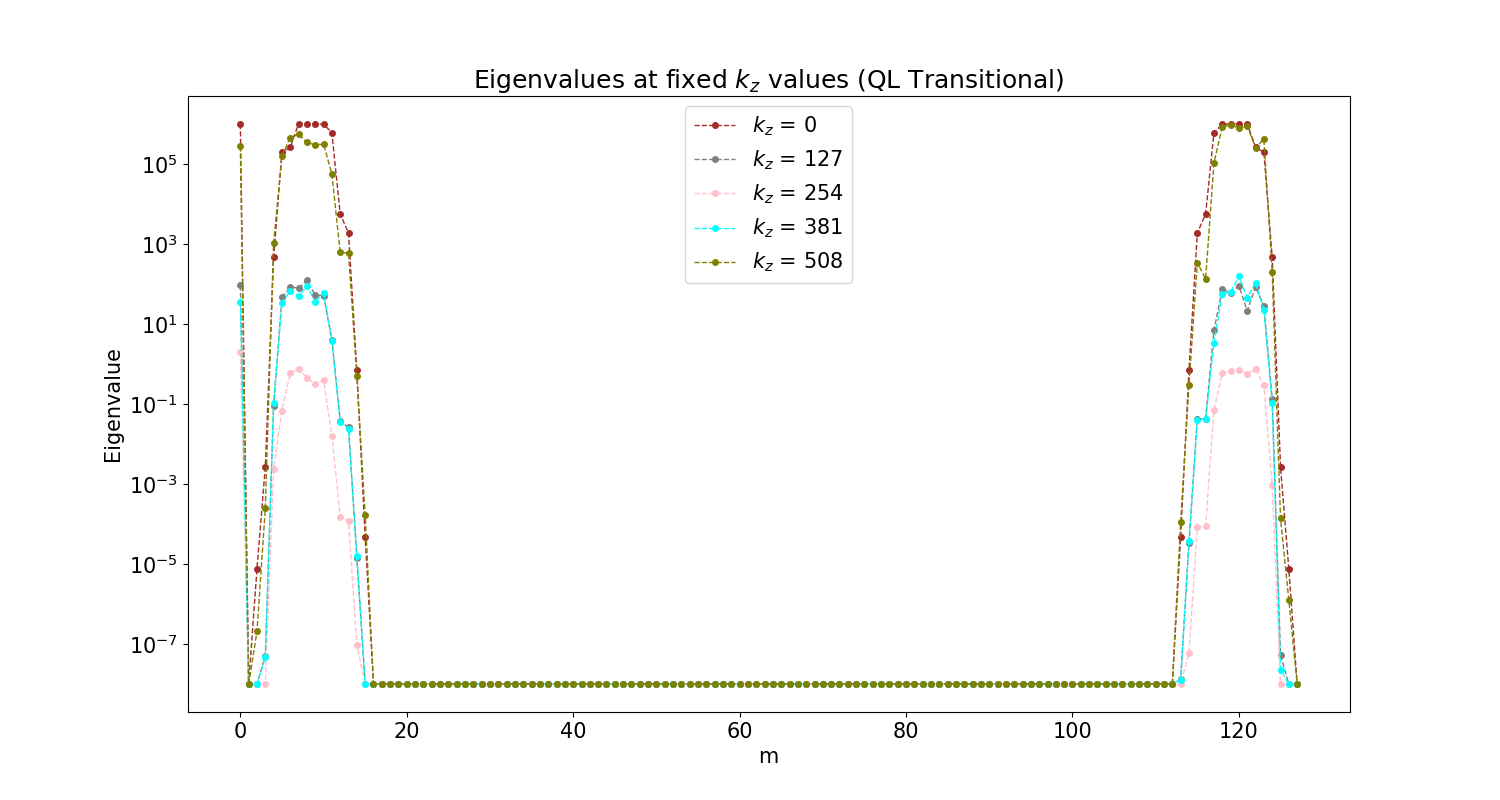 Eigenvalues at fixed $k_z$ values (QL Transitional)
$k_z$ = 0
$k_z$ = 127
$k_z$ = 254
$k_z$ = 381
$k_z$ = 508
Eigenvalue
$10^5$
$10^3$
$10^1$
$10^{-1}$
$10^{-3}$
$10^{-5}$
$10^{-7}$
0 20 40 60 80 100 120
m